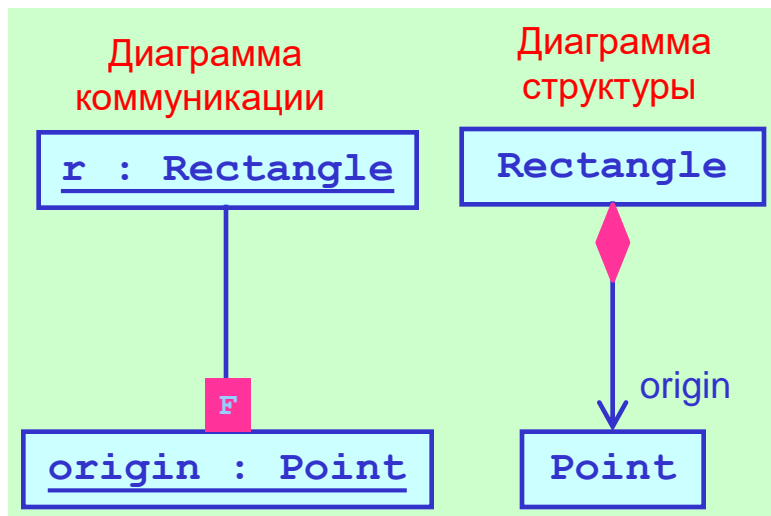 Диаграмма
коммуникации
r : Rectangle
F
origin : Point
Диаграмма
структуры
Rectangle
origin
Point